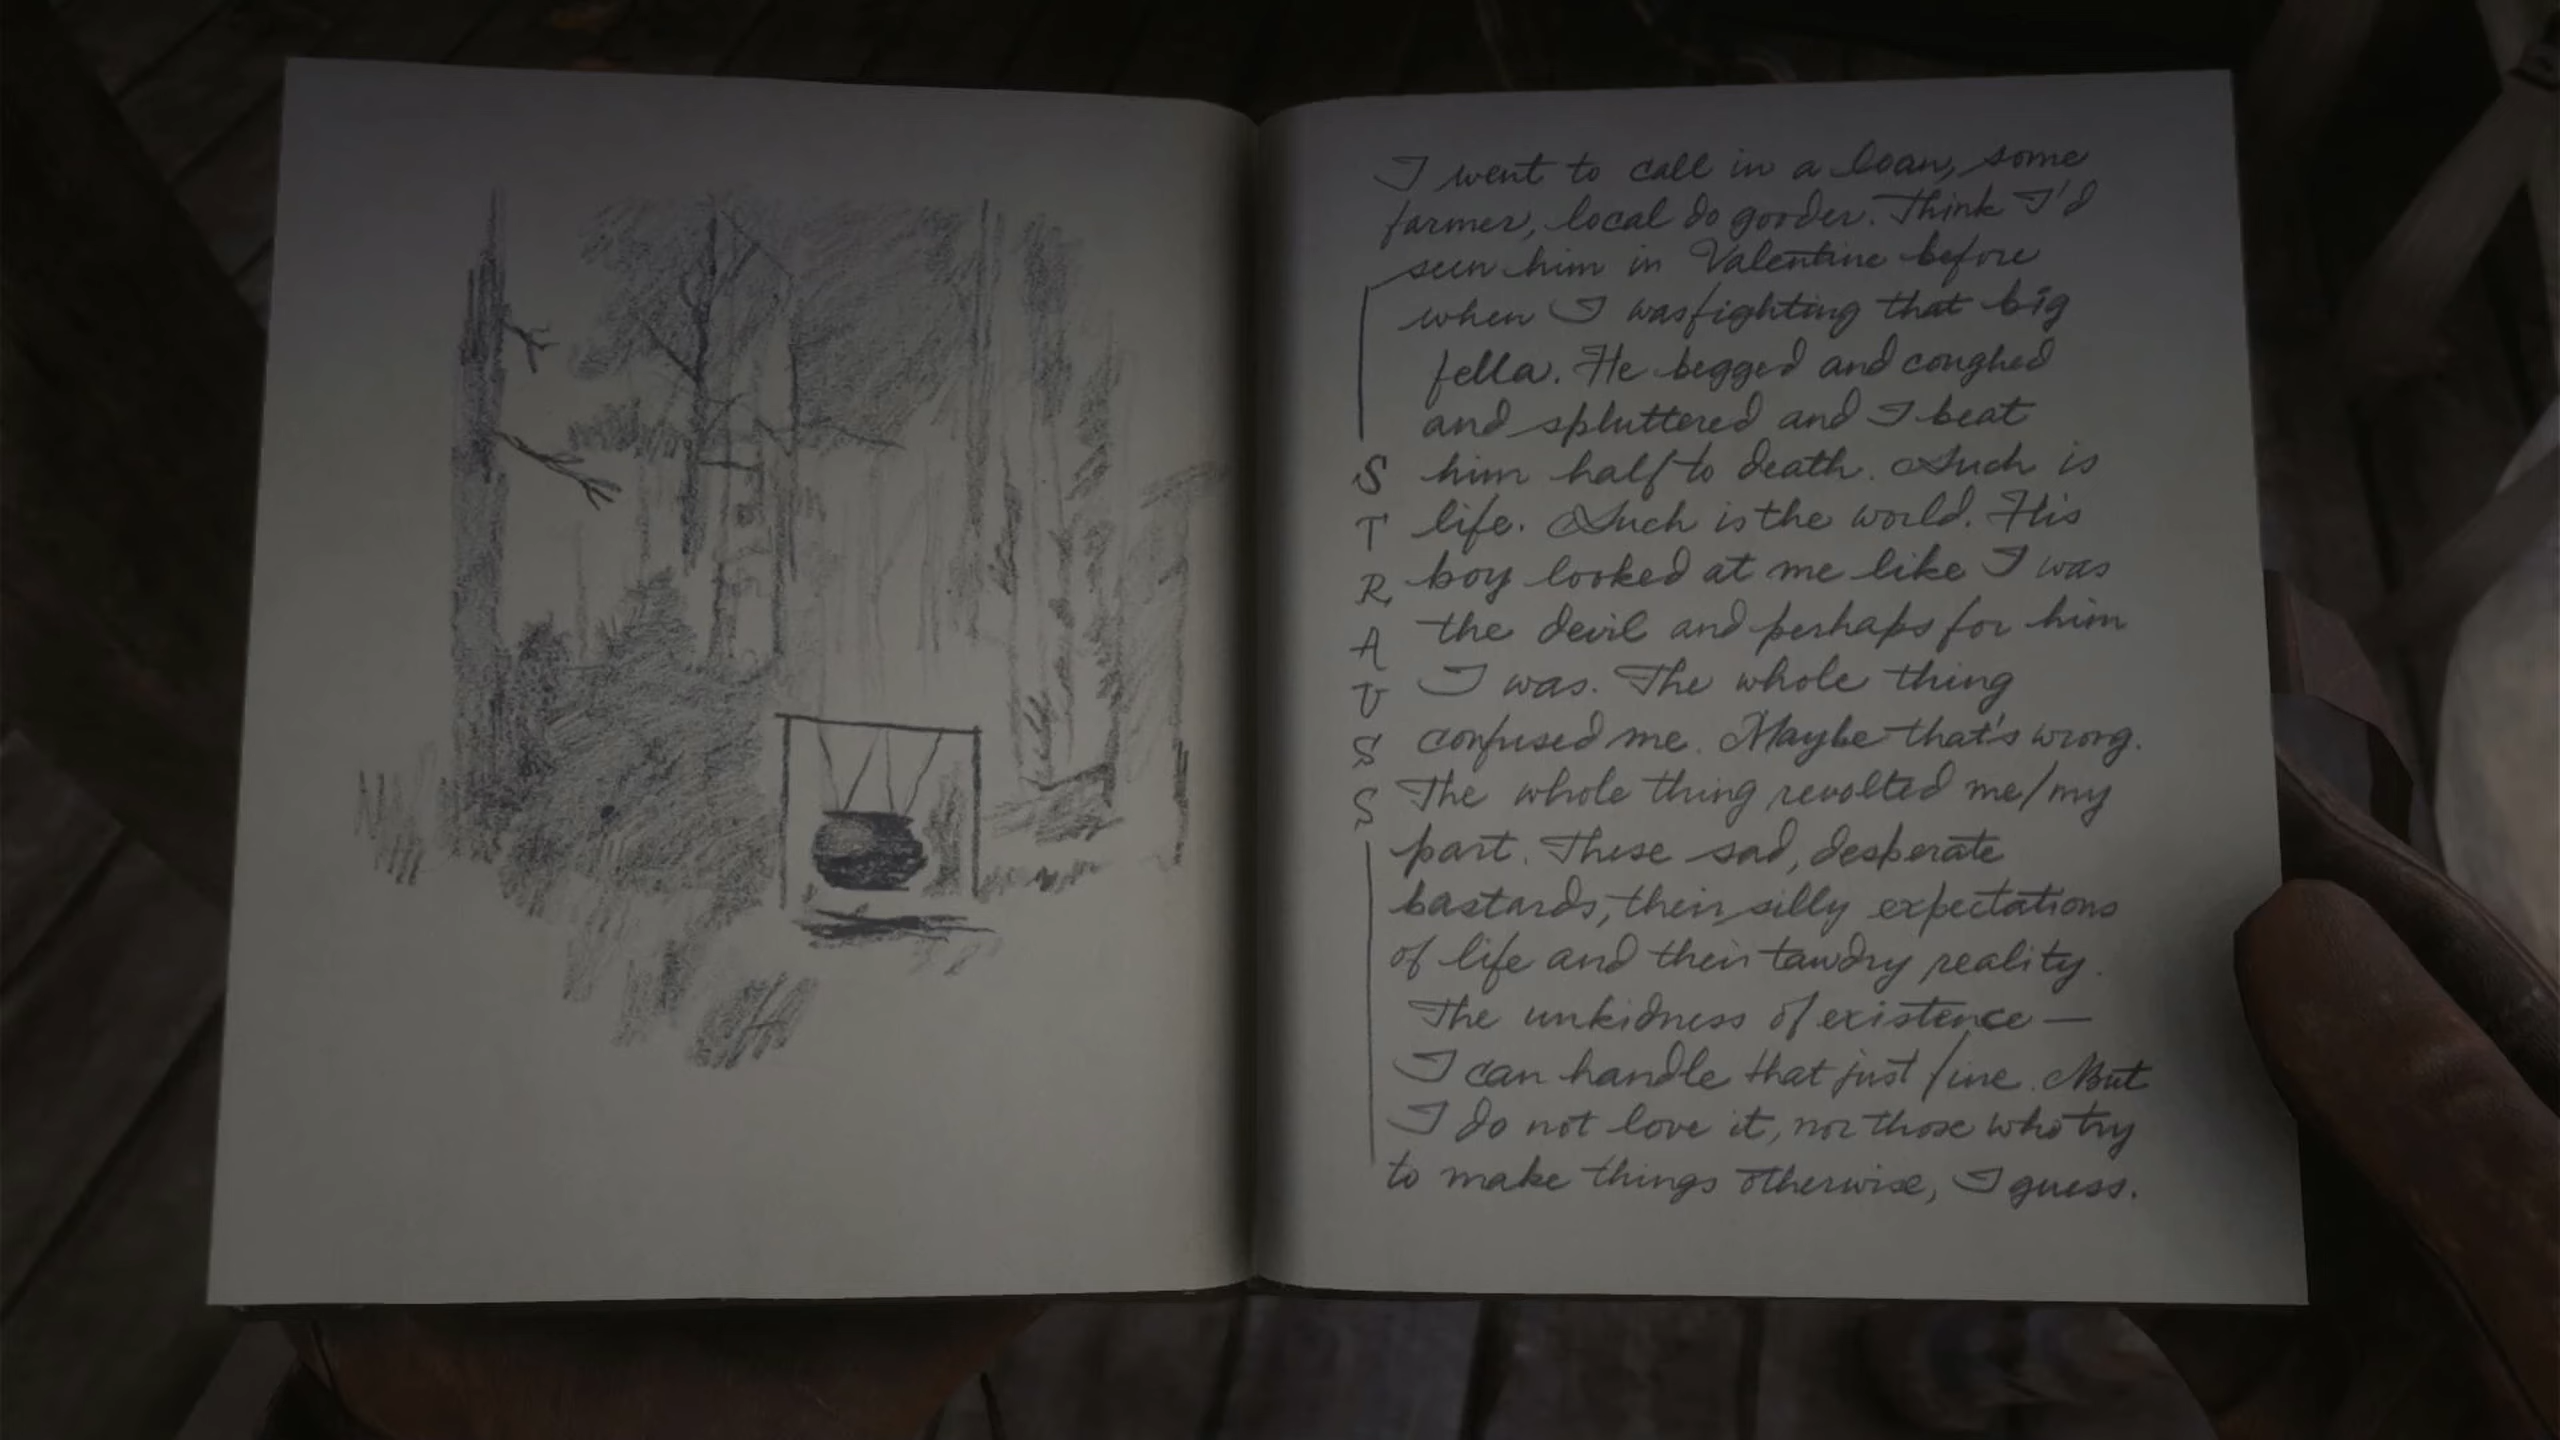 I went to call in a loan, some
farmer, local do gooder. Think I'd
seen him in Valentine before
when I was fighting that big
fella. He begged and coughed
and spluttered and I beat
him half to death. Such is
life. Such is the world. His
boy looked at me like I was
the devil and perhaps for him
I was. The whole thing
confused me. Maybe that's wrong.
The whole thing revolted me/my
part. These sad, desperate
bastards, their silly expectations
of life and their tawdry reality.
The unkidness of existence —
I can handle that just fine. But
I do not love it, nor those who try
to make things otherwise, I guess.
S
T
R
A
U
S
S